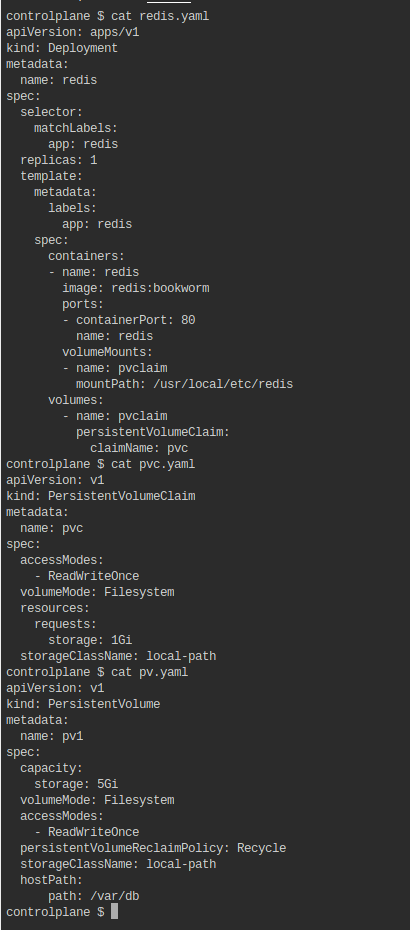 controlplane $ cat redis.yaml
apiVersion: apps/v1
kind: Deployment
metadata:
  name: redis
spec:
  selector:
    matchLabels:
      app: redis
  replicas: 1
  template:
    metadata:
      labels:
        app: redis
    spec:
      containers:
      - name: redis
        image: redis:bookworm
        ports:
        - containerPort: 80
          name: redis
        volumeMounts:
        - name: pvclaim
          mountPath: /usr/local/etc/redis
      volumes:
        - name: pvclaim
          persistentVolumeClaim:
            claimName: pvc
controlplane $ cat pvc.yaml
apiVersion: v1
kind: PersistentVolumeClaim
metadata:
  name: pvc
spec:
  accessModes:
    - ReadWriteOnce
  volumeMode: Filesystem
  resources:
    requests:
      storage: 1Gi
  storageClassName: local-path
controlplane $ cat pv.yaml
apiVersion: v1
kind: PersistentVolume
metadata:
  name: pv1
spec:
  capacity:
    storage: 5Gi
  volumeMode: Filesystem
  accessModes:
    - ReadWriteOnce
  persistentVolumeReclaimPolicy: Recycle
  storageClassName: local-path
  hostPath:
      path: /var/db
controlplane $